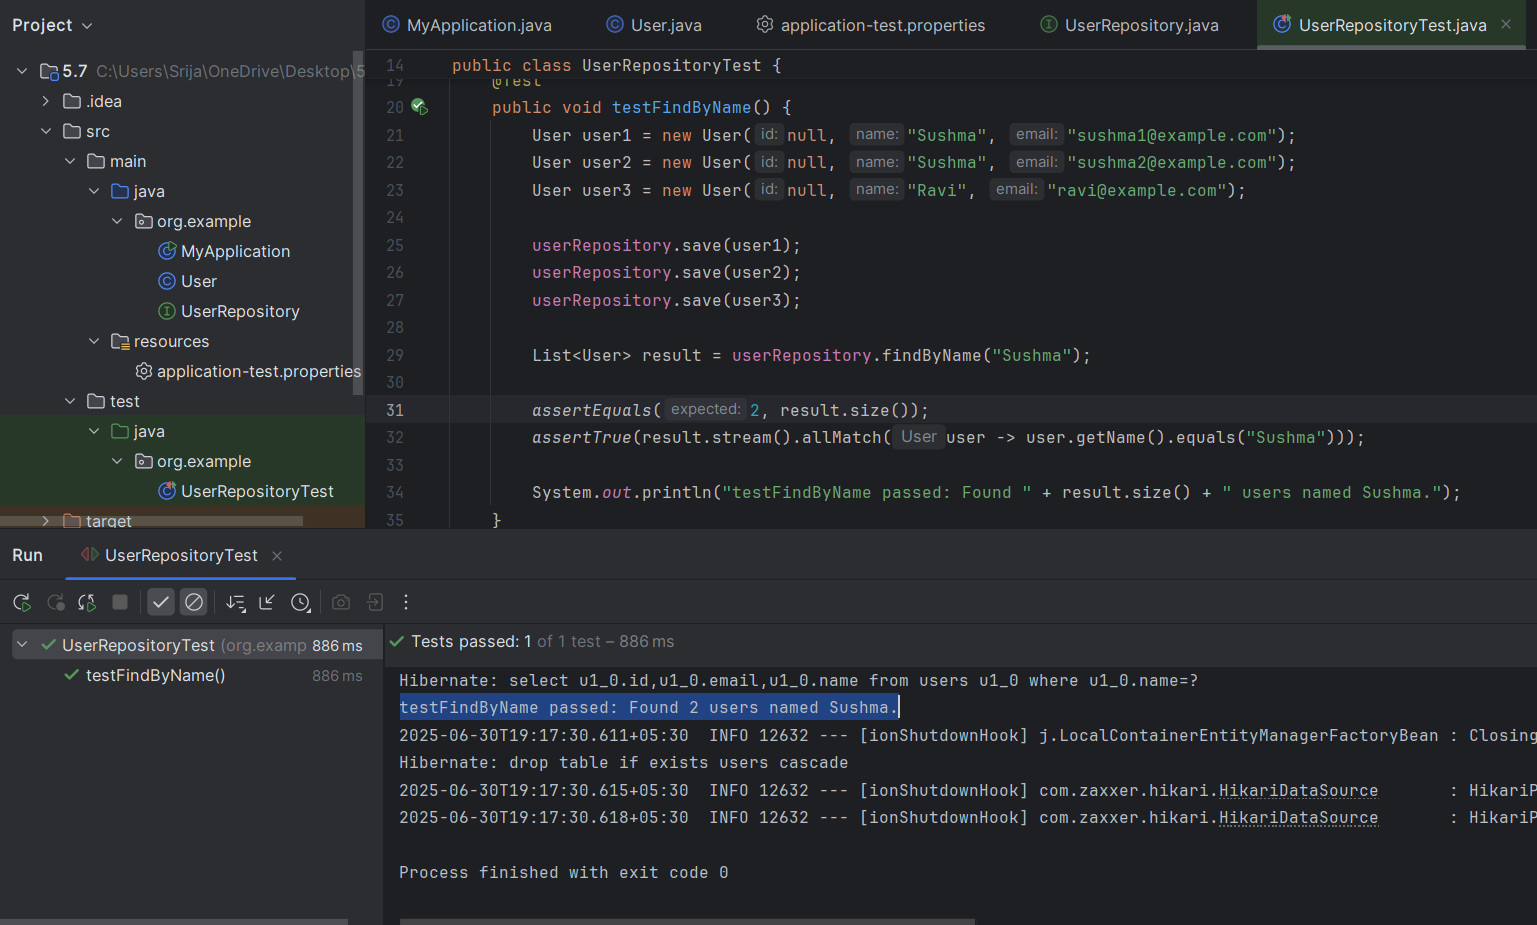 Project
MyApplication.java
User.java
application-test.properties
UserRepository.java
UserRepositoryTest.java
5.7 C:\Users\Srija\OneDrive\Desktop\5
.idea
src
main
java
org.example
MyApplication
User
UserRepository
resources
application-test.properties
test
java
org.example
UserRepositoryTest
target
14 public class UserRepositoryTest {
19 @Test
20 public void testFindByName() {
21 User user1 = new User( id: null, name: "Sushma", email: "sushma1@example.com");
22 User user2 = new User( id: null, name: "Sushma", email: "sushma2@example.com");
23 User user3 = new User( id: null, name: "Ravi", email: "ravi@example.com");
24
25 userRepository.save(user1);
26 userRepository.save(user2);
27 userRepository.save(user3);
28
29 List<User> result = userRepository.findByName("Sushma");
30
31 assertEquals( expected: 2, result.size());
32 assertTrue(result.stream().allMatch( User user -> user.getName().equals("Sushma")));
33
34 System.out.println("testFindByName passed: Found " + result.size() + " users named Sushma.");
35 }
Run
UserRepositoryTest
UserRepositoryTest (org.examp 886 ms
testFindByName() 886 ms
Tests passed: 1 of 1 test – 886 ms
Hibernate: select u1_0.id,u1_0.email,u1_0.name from users u1_0 where u1_0.name=?
testFindByName passed: Found 2 users named Sushma.
2025-06-30T19:17:30.611+05:30  INFO 12632 --- [ionShutdownHook] j.LocalContainerEntityManagerFactoryBean : Closing
Hibernate: drop table if exists users cascade
2025-06-30T19:17:30.615+05:30  INFO 12632 --- [ionShutdownHook] com.zaxxer.hikari.HikariDataSource       : HikariP
2025-06-30T19:17:30.618+05:30  INFO 12632 --- [ionShutdownHook] com.zaxxer.hikari.HikariDataSource       : HikariP
Process finished with exit code 0